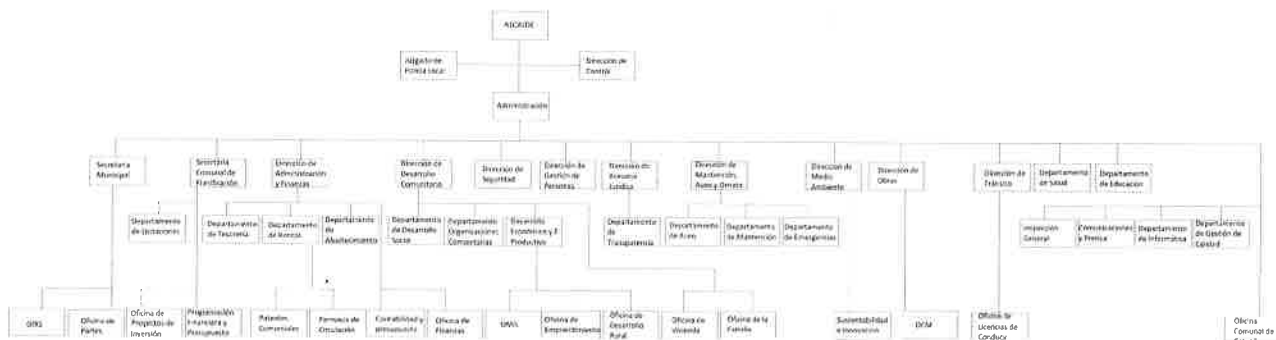 ALCALDE
Juzgado de
Policía Local
Dirección de
Control
Administración
Secretaría
Municipal
Secretaría
Comunal de
Planificación
Dirección de
Administración
y Finanzas
Dirección de
Desarrollo
Comunitario
Dirección de
Seguridad
Dirección de
Gestión de
Personas
Dirección de
Asesoría
Jurídica
Dirección de
Mantención,
Aseo y Ornato
Dirección de
Medio
Ambiente
Dirección de
Obras
Dirección de
Tránsito
Departamento
de Salud
Departamento
de Educación
Departamento
de Licitaciones
Departamento
de Tesorería
Departamento
de Rentas
Departamento
de
Abastecimiento
Departamento
de Desarrollo
Social
Departamento
Organizaciones
Comunitarias
Desarrollo
Económico y
Productivo
Departamento
de
Transparencia
Departamento
de Aseo
Departamento
de Mantención
Departamento
de Emergencias
Inspección
General
Comunicaciones
y Prensa
Departamento
de Informática
Departamento
de Gestión de
Calidad
OIRS
Oficina de
Partes
Oficina de
Proyectos de
Inversión
Programación
Financiera y
Presupuesto
Patentes
Comerciales
Permisos de
Circulación
Contabilidad y
presupuesto
Oficina de
Finanzas
OMIL
Oficina de
Emprendimiento
Oficina de
Desarrollo
Rural
Oficina de
Vivienda
Oficina de la
Familia
Sustentabilidad
e Innovación
DOM
Oficina de
Licencias de
Conducir
Oficina
Comunal de